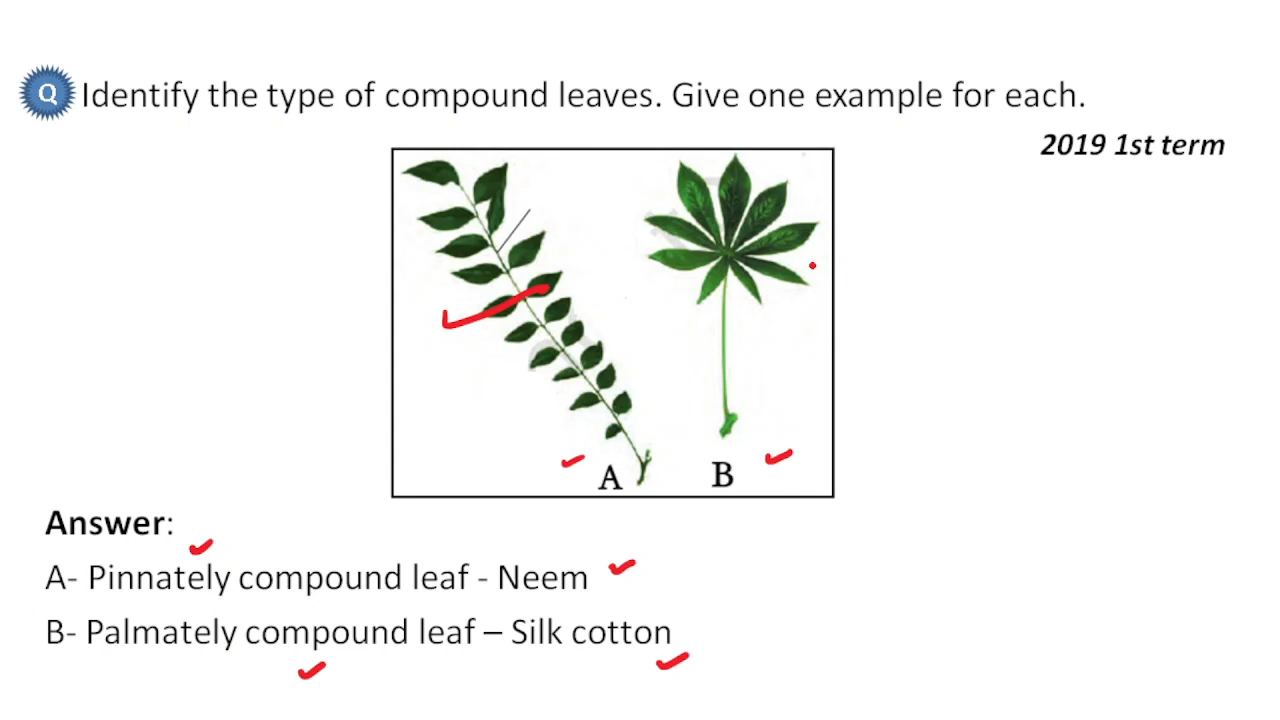 Q Identify the type of compound leaves. Give one example for each.
2019 1st term
A B
Answer:
A- Pinnately compound leaf - Neem
B- Palmately compound leaf – Silk cotton